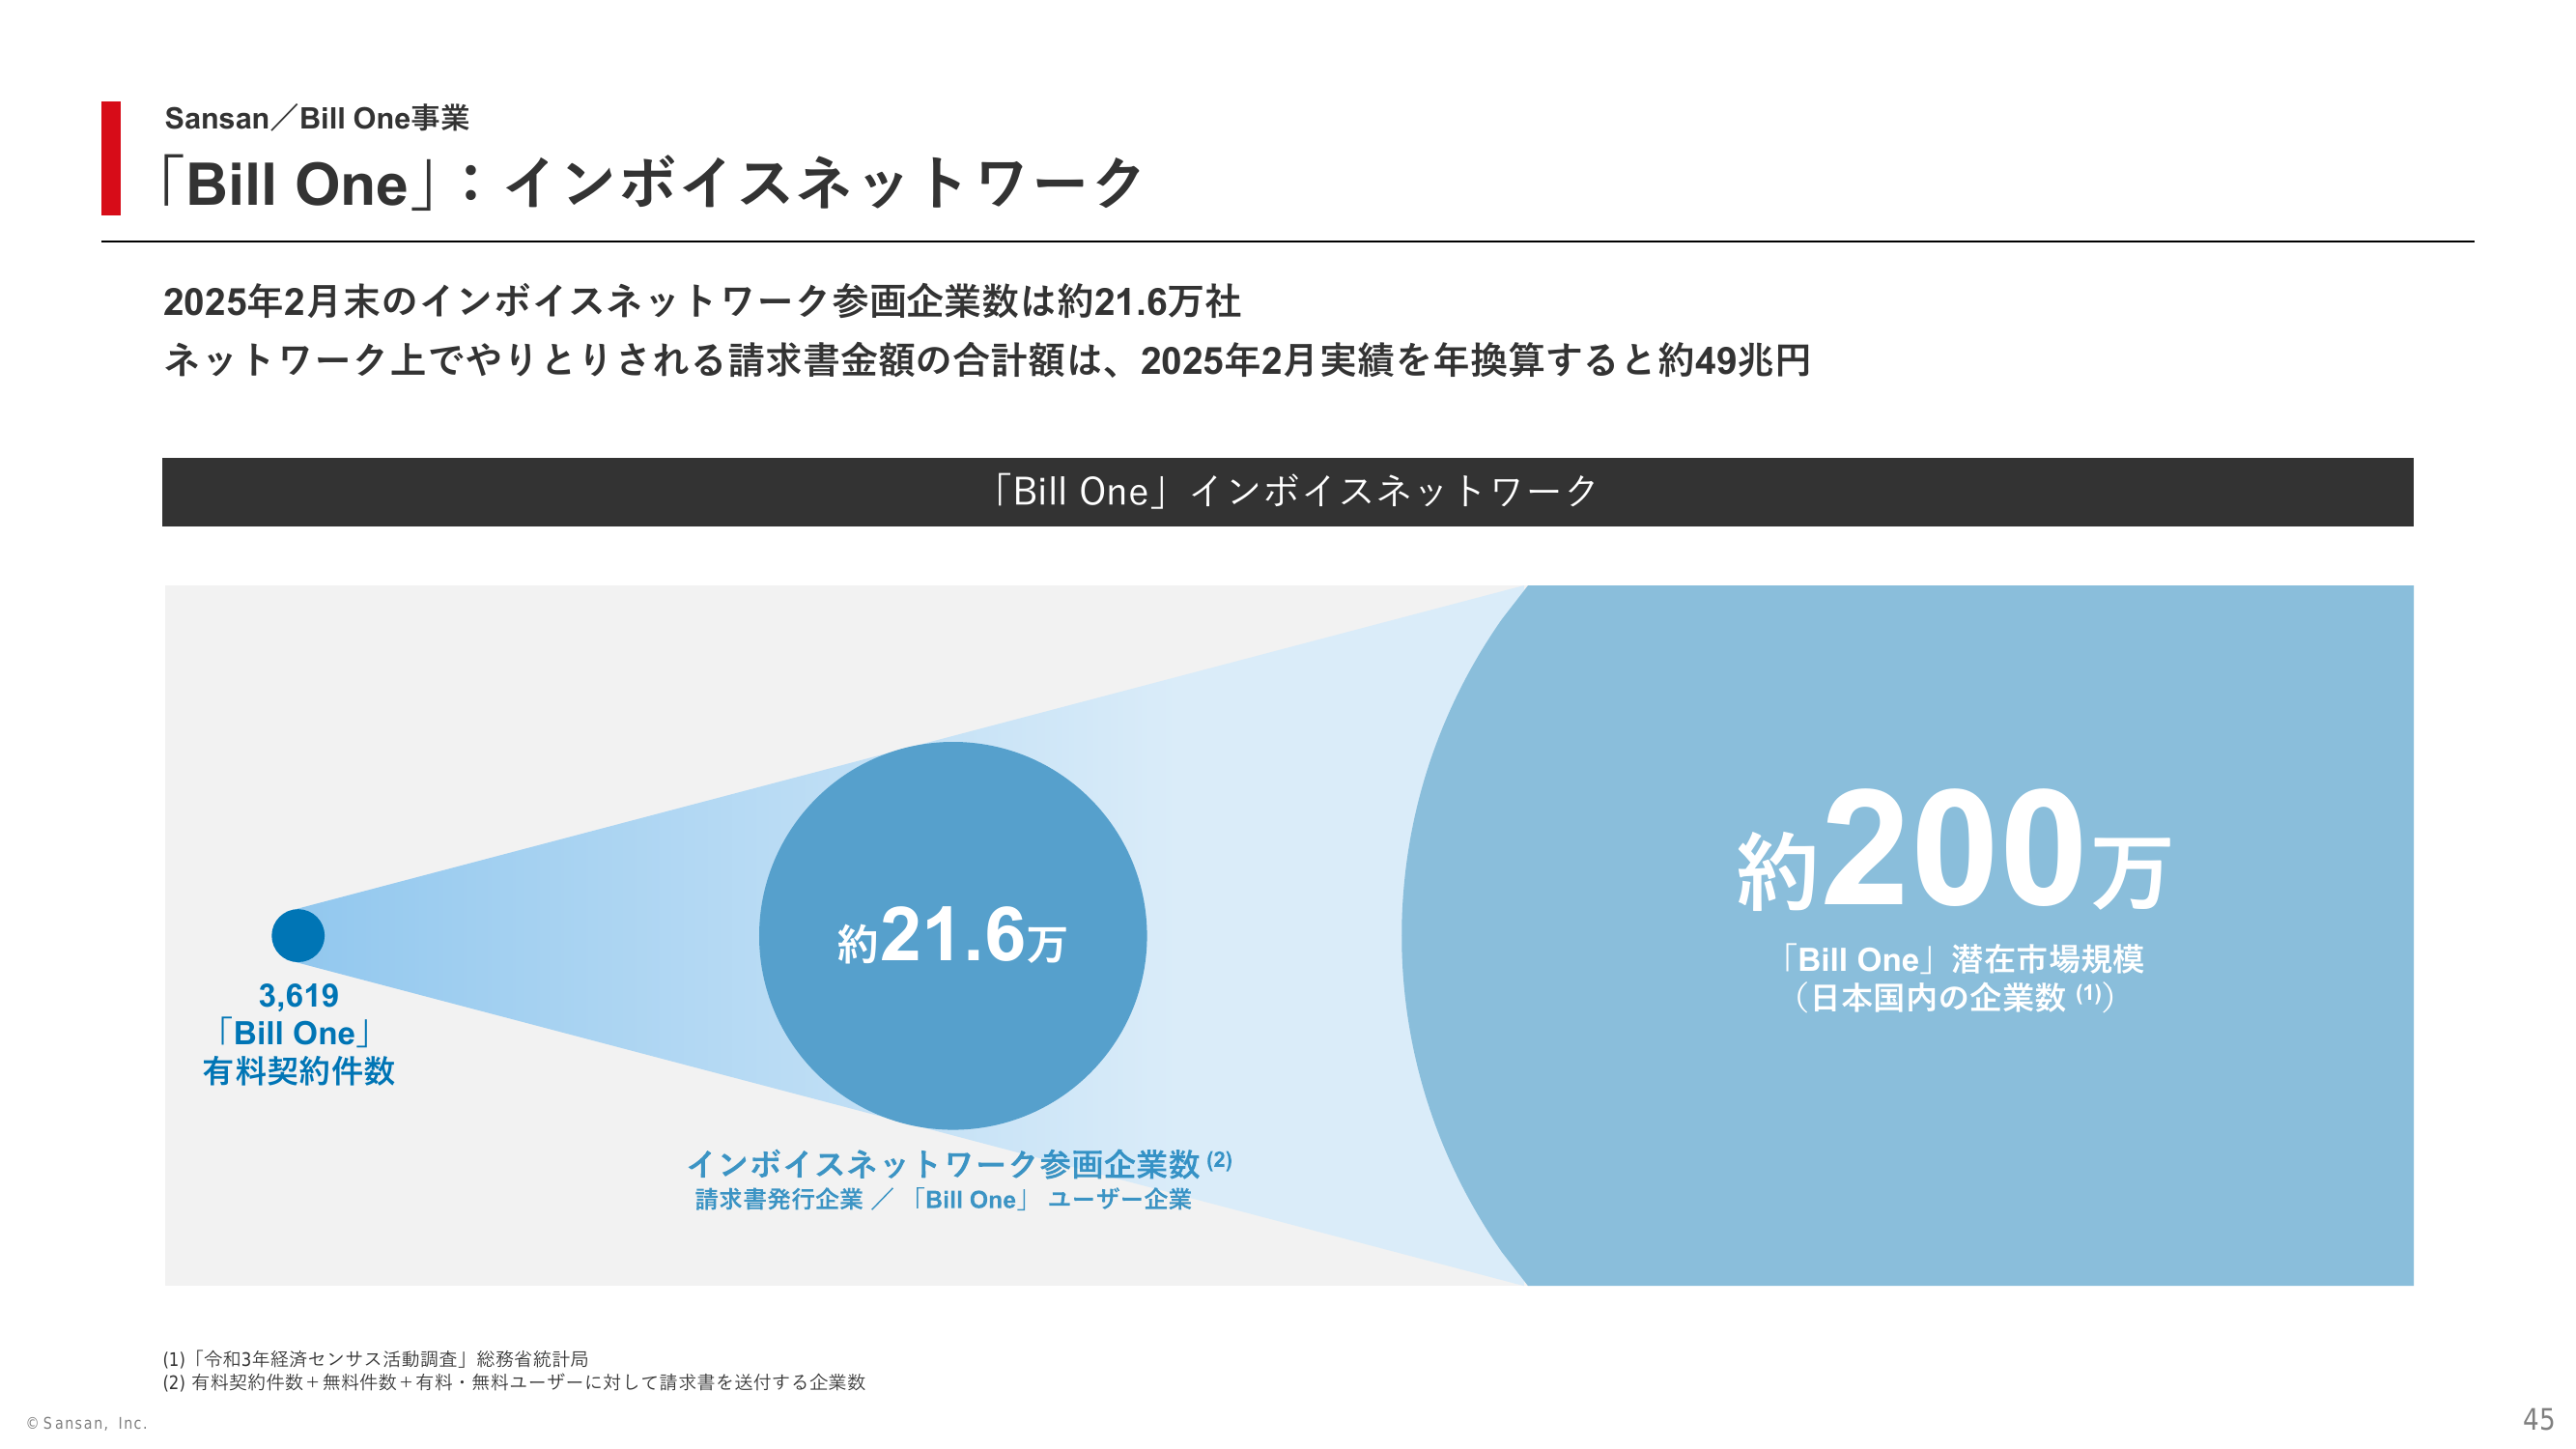 Sansan／Bill One事業
「Bill One」：インボイスネットワーク
2025年2月末のインボイスネットワーク参画企業数は約21.6万社
ネットワーク上でやりとりされる請求書金額の合計額は、2025年2月実績を年換算すると約49兆円
「Bill One」インボイスネットワーク
3,619
「Bill One」
有料契約件数
約21.6万
インボイスネットワーク参画企業数 (2)
請求書発行企業 ／ 「Bill One」 ユーザー企業
約200万
「Bill One」潜在市場規模
（日本国内の企業数 (1)）
(1)「令和3年経済センサス活動調査」総務省統計局
(2) 有料契約件数＋無料件数＋有料・無料ユーザーに対して請求書を送付する企業数
© Sansan, Inc.
45